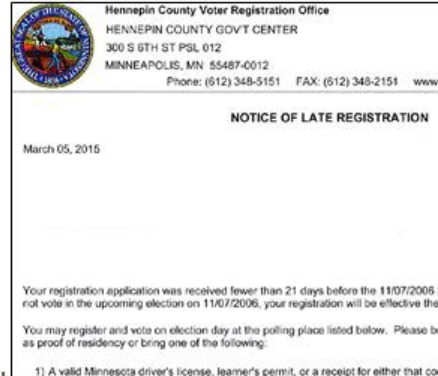 Hennepin County Voter Registration Office
HENNEPIN COUNTY GOV'T CENTER
300 S 6TH ST PSL 012
MINNEAPOLIS, MN 55487-0012
Phone: (612) 348-5151 FAX: (612) 348-2151 www
NOTICE OF LATE REGISTRATION
March 05, 2015
Your registration application was received fewer than 21 days before the 11/07/2006
not vote in the upcoming election on 11/07/2006, your registration will be effective the
You may register and vote on election day at the polling place listed below. Please b
as proof of residency or bring one of the following:
1) A valid Minnesota driver's license, learner's permit, or a receipt for either that co